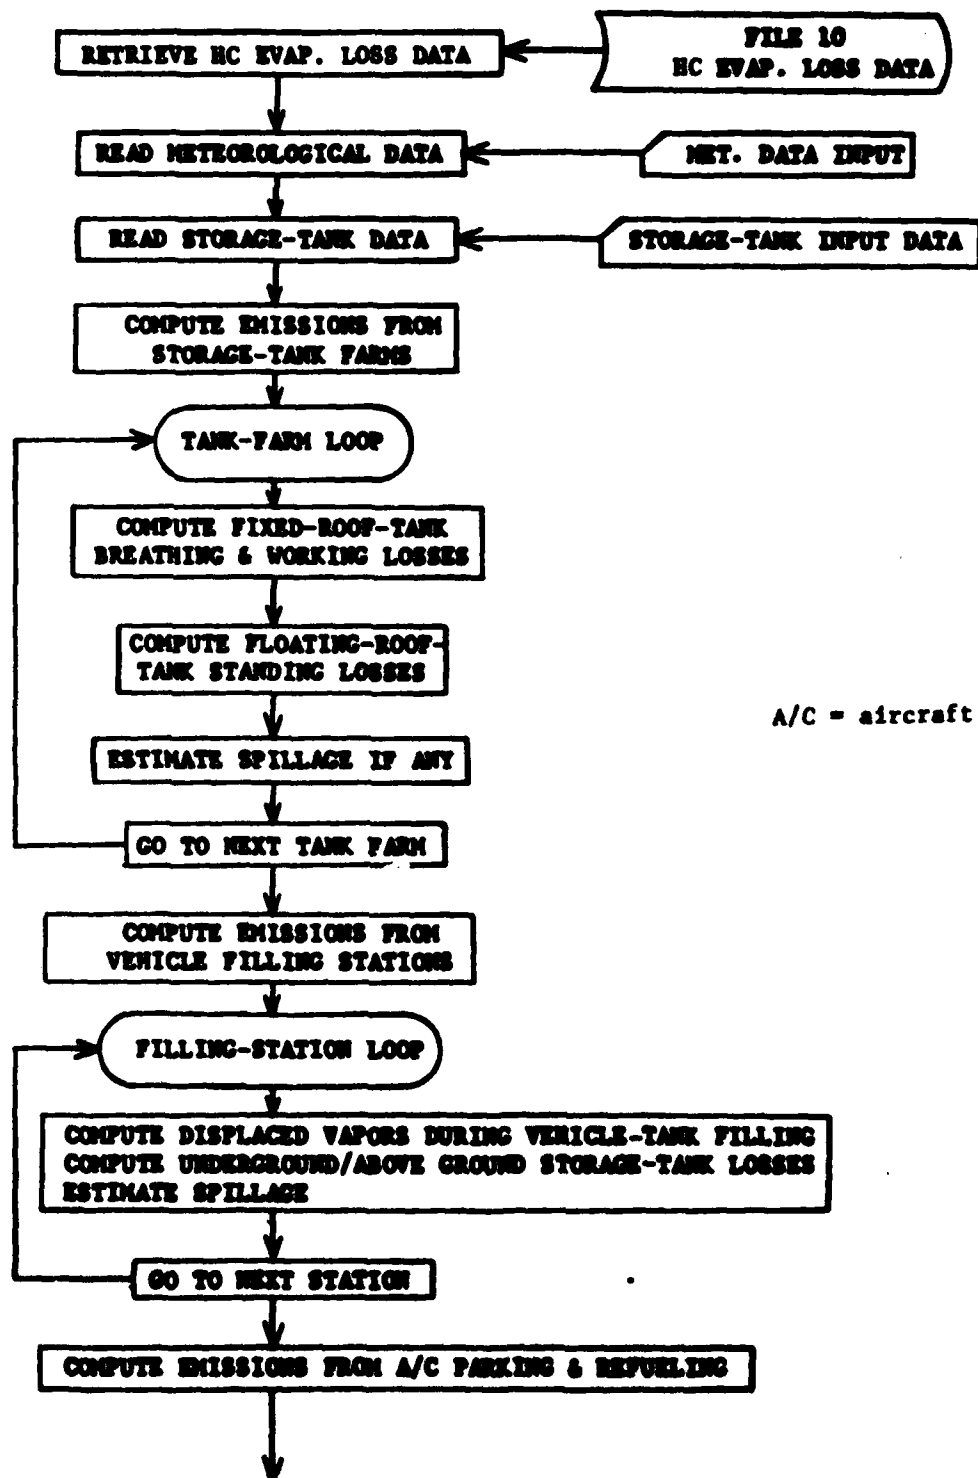 RETRIEVE HC EVAP. LOSS DATA
FILE 10
HC EVAP. LOSS DATA
READ METEOROLOGICAL DATA
MET. DATA INPUT
READ STORAGE-TANK DATA
STORAGE-TANK INPUT DATA
COMPUTE EMISSIONS FROM
STORAGE-TANK FARMS
TANK-FARM LOOP
COMPUTE FIXED-ROOF-TANK
BREATHING & WORKING LOSSES
COMPUTE FLOATING-ROOF-
TANK STANDING LOSSES
A/C = aircraft
ESTIMATE SPILLAGE IF ANY
GO TO NEXT TANK FARM
COMPUTE EMISSIONS FROM
VEHICLE FILLING STATIONS
FILLING-STATION LOOP
COMPUTE DISPLACED VAPORS DURING VEHICLE-TANK FILLING
COMPUTE UNDERGROUND/ABOVE GROUND STORAGE-TANK LOSSES
ESTIMATE SPILLAGE
GO TO NEXT STATION
COMPUTE EMISSIONS FROM A/C PARKING & REFUELING